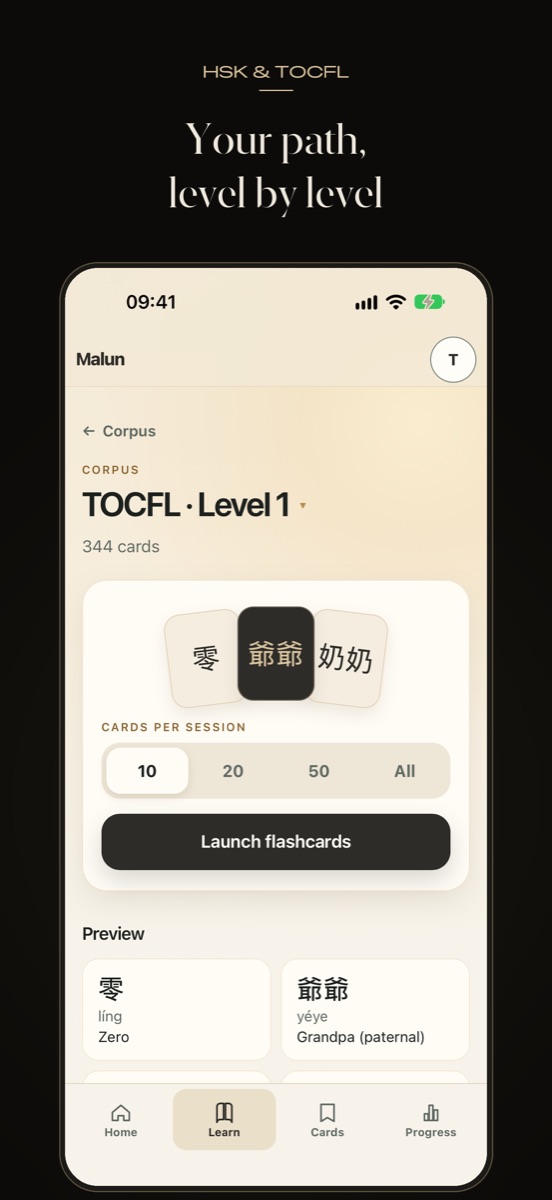 HSK & TOCFL
Your path,
level by level
09:41
Malun
T
← Corpus
CORPUS
TOCFL · Level 1
344 cards
零
爺爺
奶奶
CARDS PER SESSION
10 20 50 All
Launch flashcards
Preview
零
líng
Zero
爺爺
yéye
Grandpa (paternal)
Home Learn Cards Progress